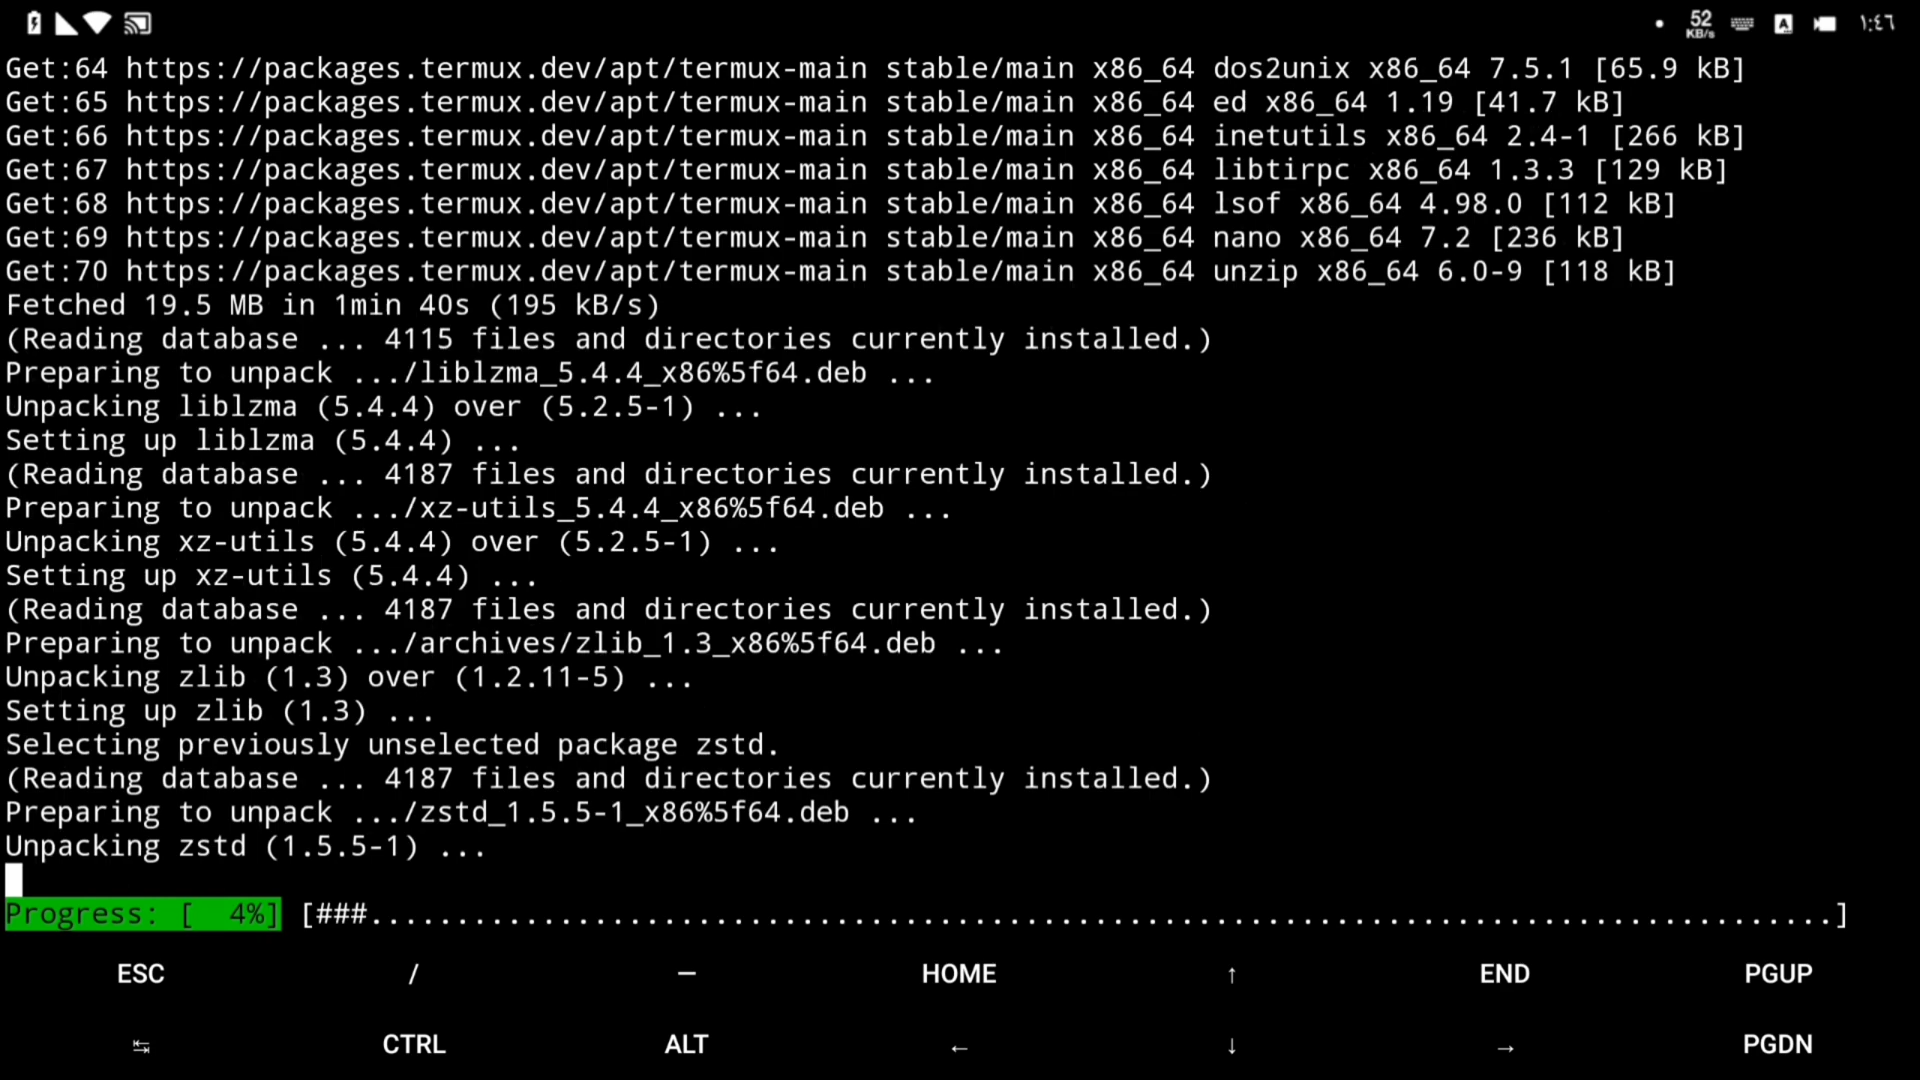 52
KB/s
A
١:٤٦
Get:64 https://packages.termux.dev/apt/termux-main stable/main x86_64 dos2unix x86_64 7.5.1 [65.9 kB]
Get:65 https://packages.termux.dev/apt/termux-main stable/main x86_64 ed x86_64 1.19 [41.7 kB]
Get:66 https://packages.termux.dev/apt/termux-main stable/main x86_64 inetutils x86_64 2.4-1 [266 kB]
Get:67 https://packages.termux.dev/apt/termux-main stable/main x86_64 libtirpc x86_64 1.3.3 [129 kB]
Get:68 https://packages.termux.dev/apt/termux-main stable/main x86_64 lsof x86_64 4.98.0 [112 kB]
Get:69 https://packages.termux.dev/apt/termux-main stable/main x86_64 nano x86_64 7.2 [236 kB]
Get:70 https://packages.termux.dev/apt/termux-main stable/main x86_64 unzip x86_64 6.0-9 [118 kB]
Fetched 19.5 MB in 1min 40s (195 kB/s)
(Reading database ... 4115 files and directories currently installed.)
Preparing to unpack .../liblzma_5.4.4_x86%5f64.deb ...
Unpacking liblzma (5.4.4) over (5.2.5-1) ...
Setting up liblzma (5.4.4) ...
(Reading database ... 4187 files and directories currently installed.)
Preparing to unpack .../xz-utils_5.4.4_x86%5f64.deb ...
Unpacking xz-utils (5.4.4) over (5.2.5-1) ...
Setting up xz-utils (5.4.4) ...
(Reading database ... 4187 files and directories currently installed.)
Preparing to unpack .../archives/zlib_1.3_x86%5f64.deb ...
Unpacking zlib (1.3) over (1.2.11-5) ...
Setting up zlib (1.3) ...
Selecting previously unselected package zstd.
(Reading database ... 4187 files and directories currently installed.)
Preparing to unpack .../zstd_1.5.5-1_x86%5f64.deb ...
Unpacking zstd (1.5.5-1) ...
Progress: [  4%] [###.....................................................................................]
ESC / — HOME ↑ END PGUP
↹ CTRL ALT ← ↓ → PGDN